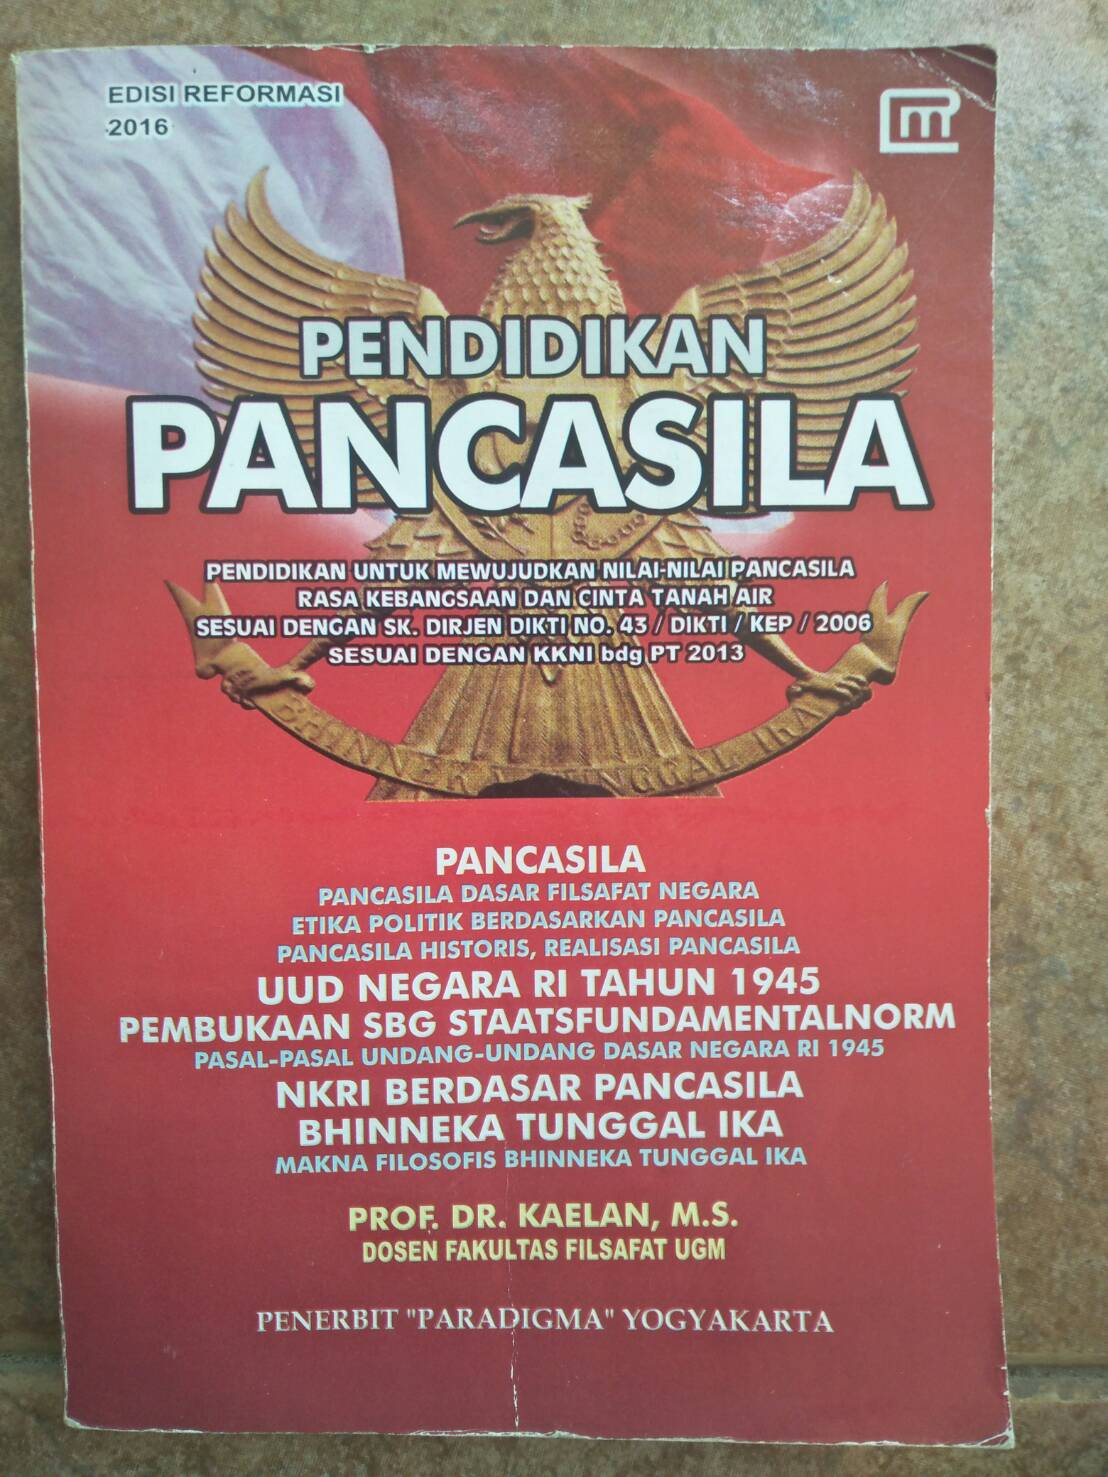 EDISI REFORMASI
2016
PENDIDIKAN
PANCASILA
PENDIDIKAN UNTUK MEWUJUDKAN NILAI-NILAI PANCASILA
RASA KEBANGSAAN DAN CINTA TANAH AIR
SESUAI DENGAN SK. DIRJEN DIKTI NO. 43 / DIKTI / KEP / 2006
SESUAI DENGAN KKNI bdg PT 2013
BHINNEKA TUNGGAL IKA
PANCASILA
PANCASILA DASAR FILSAFAT NEGARA
ETIKA POLITIK BERDASARKAN PANCASILA
PANCASILA HISTORIS, REALISASI PANCASILA
UUD NEGARA RI TAHUN 1945
PEMBUKAAN SBG STAATSFUNDAMENTALNORM
PASAL-PASAL UNDANG-UNDANG DASAR NEGARA RI 1945
NKRI BERDASAR PANCASILA
BHINNEKA TUNGGAL IKA
MAKNA FILOSOFIS BHINNEKA TUNGGAL IKA
PROF. DR. KAELAN, M.S.
DOSEN FAKULTAS FILSAFAT UGM
PENERBIT "PARADIGMA" YOGYAKARTA